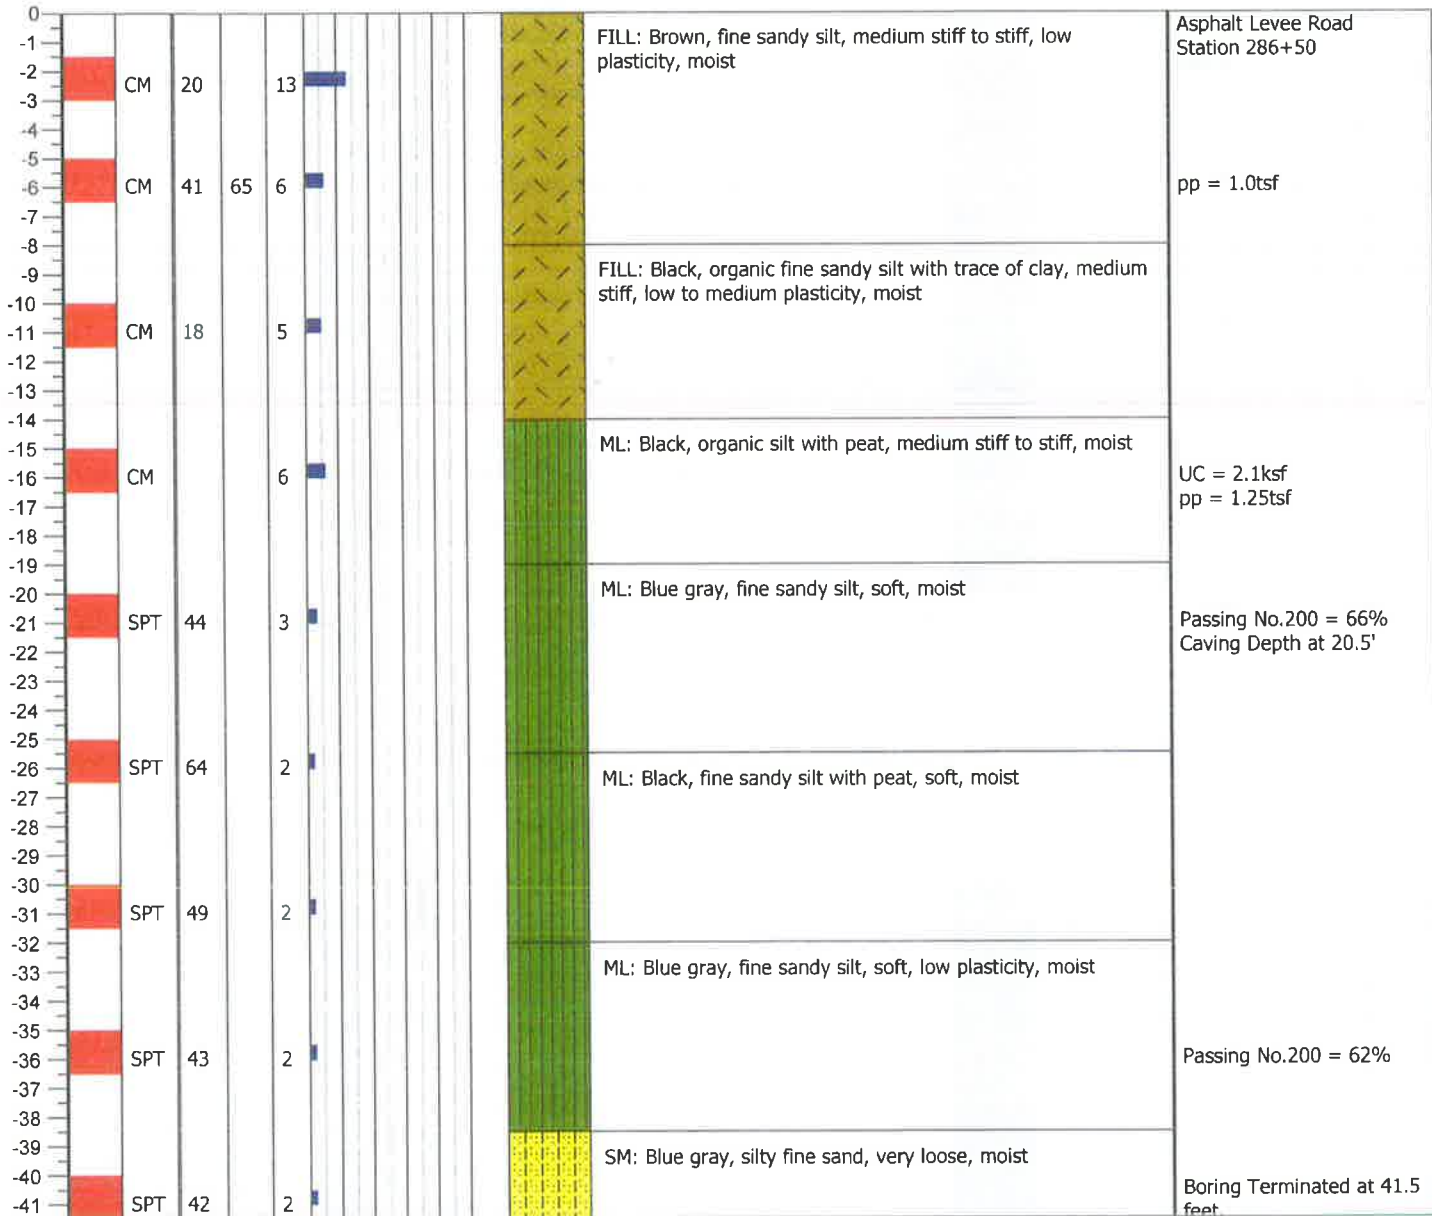 0
-1
-2
-3
-4
-5
-6
-7
-8
-9
-10
-11
-12
-13
-14
-15
-16
-17
-18
-19
-20
-21
-22
-23
-24
-25
-26
-27
-28
-29
-30
-31
-32
-33
-34
-35
-36
-37
-38
-39
-40
-41
CM 20 13
CM 41 65 6
CM 18 5
CM 6
SPT 44 3
SPT 64 2
SPT 49 2
SPT 43 2
SPT 42 2
FILL: Brown, fine sandy silt, medium stiff to stiff, low
plasticity, moist
FILL: Black, organic fine sandy silt with trace of clay, medium
stiff, low to medium plasticity, moist
ML: Black, organic silt with peat, medium stiff to stiff, moist
ML: Blue gray, fine sandy silt, soft, moist
ML: Black, fine sandy silt with peat, soft, moist
ML: Blue gray, fine sandy silt, soft, low plasticity, moist
SM: Blue gray, silty fine sand, very loose, moist
Asphalt Levee Road
Station 286+50
pp = 1.0tsf
UC = 2.1ksf
pp = 1.25tsf
Passing No.200 = 66%
Caving Depth at 20.5'
Passing No.200 = 62%
Boring Terminated at 41.5
feet.